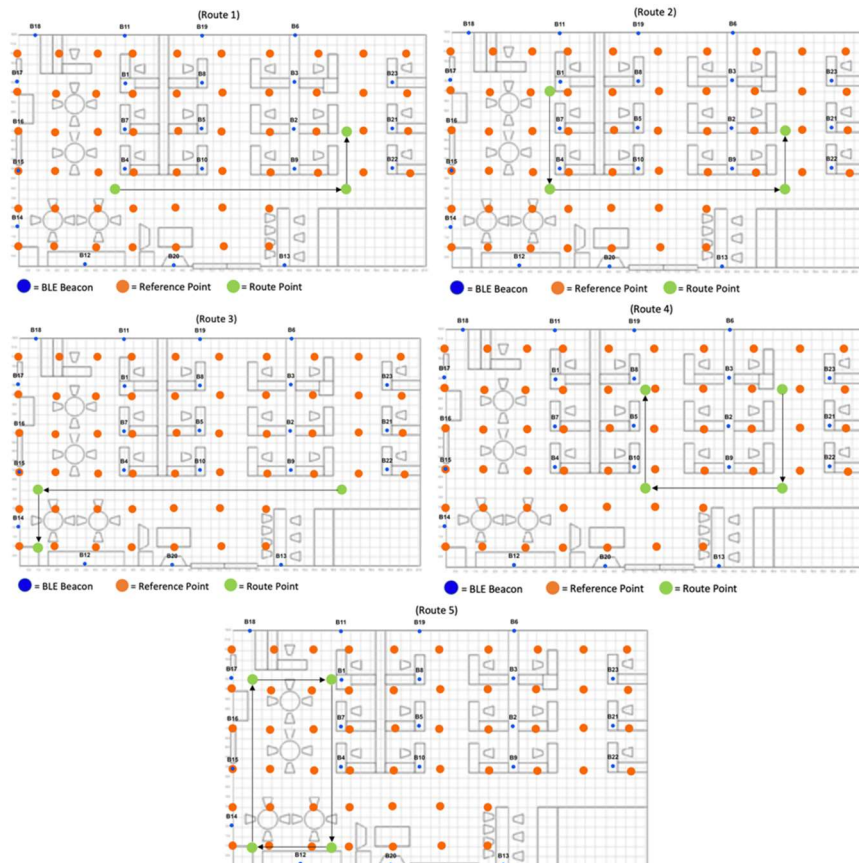 (Route 1)
B18 B11 B19 B6
B17 B1 B8 B3 B23
B16 B7 B5 B2 B21
B15 B4 B10 B9 B22
B14
B12 B20 B13
= BLE Beacon = Reference Point = Route Point
(Route 2)
B18 B11 B19 B6
B17 B1 B8 B3 B23
B16 B7 B5 B2 B21
B15 B4 B10 B9 B22
B14
B12 B20 B13
= BLE Beacon = Reference Point = Route Point
(Route 3)
B18 B11 B19 B6
B17 B1 B8 B3 B23
B16 B7 B5 B2 B21
B15 B4 B10 B9 B22
B14
B12 B20 B13
= BLE Beacon = Reference Point = Route Point
(Route 4)
B18 B11 B19 B6
B17 B1 B8 B3 B23
B16 B7 B5 B2 B21
B15 B4 B10 B9 B22
B14
B12 B20 B13
= BLE Beacon = Reference Point = Route Point
(Route 5)
B18 B11 B19 B6
B17 B1 B8 B3 B23
B16 B7 B5 B2 B21
B15 B4 B10 B9 B22
B14
B12 B20 B13